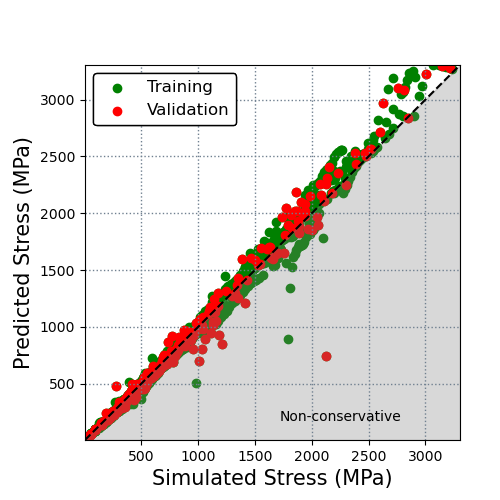 Training
Validation
3000
2500
2000
1500
1000
500
Predicted Stress (MPa)
Non-conservative
500 1000 1500 2000 2500 3000
Simulated Stress (MPa)